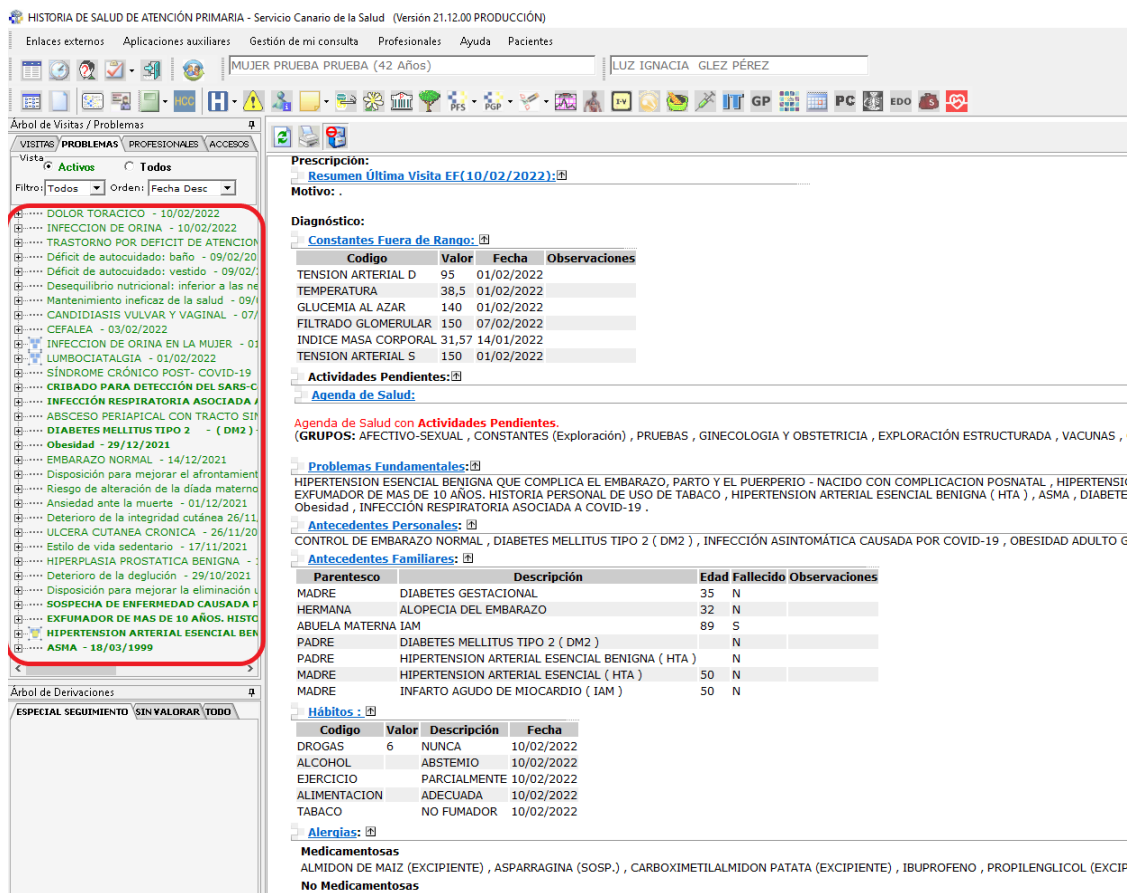 HISTORIA DE SALUD DE ATENCIÓN PRIMARIA - Servicio Canario de la Salud (Versión 21.12.00 PRODUCCIÓN)
Enlaces externos Aplicaciones auxiliares Gestión de mi consulta Profesionales Ayuda Pacientes
MUJER PRUEBA PRUEBA (42 Años) LUZ IGNACIA GLEZ PÉREZ
HCC H PFS PGP I-V GP PC EDO
Árbol de Visitas / Problemas
VISITAS PROBLEMAS PROFESIONALES ACCESOS
Vista
Activos Todos
Filtro: Todos Orden: Fecha Desc
DOLOR TORACICO - 10/02/2022
INFECCION DE ORINA - 10/02/2022
TRASTORNO POR DEFICIT DE ATENCION
Déficit de autocuidado: baño - 09/02/20
Déficit de autocuidado: vestido - 09/02/
Desequilibrio nutricional: inferior a las ne
Mantenimiento ineficaz de la salud - 09/
CANDIDIASIS VULVAR Y VAGINAL - 07/
CEFALEA - 03/02/2022
INFECCION DE ORINA EN LA MUJER - 01
LUMBOCIATALGIA - 01/02/2022
SÍNDROME CRÓNICO POST- COVID-19
CRIBADO PARA DETECCIÓN DEL SARS-C
INFECCIÓN RESPIRATORIA ASOCIADA A
ABSCESO PERIAPICAL CON TRACTO SIN
DIABETES MELLITUS TIPO 2 - ( DM2 ) -
Obesidad - 29/12/2021
EMBARAZO NORMAL - 14/12/2021
Disposición para mejorar el afrontamient
Riesgo de alteración de la díada materno
Ansiedad ante la muerte - 01/12/2021
Deterioro de la integridad cutánea 26/11
ULCERA CUTANEA CRONICA - 26/11/20
Estilo de vida sedentario - 17/11/2021
HIPERPLASIA PROSTATICA BENIGNA -
Deterioro de la deglución - 29/10/2021
Disposición para mejorar la eliminación u
SOSPECHA DE ENFERMEDAD CAUSADA P
EXFUMADOR DE MAS DE 10 AÑOS. HISTO
HIPERTENSION ARTERIAL ESENCIAL BEN
ASMA - 18/03/1999
Árbol de Derivaciones
ESPECIAL SEGUIMIENTO SIN VALORAR TODO
Prescripción:
Resumen Última Visita EF(10/02/2022):
Motivo: .
Diagnóstico:
Constantes Fuera de Rango:
Codigo Valor Fecha Observaciones
TENSION ARTERIAL D 95 01/02/2022
TEMPERATURA 38,5 01/02/2022
GLUCEMIA AL AZAR 140 01/02/2022
FILTRADO GLOMERULAR 150 07/02/2022
INDICE MASA CORPORAL 31,57 14/01/2022
TENSION ARTERIAL S 150 01/02/2022
Actividades Pendientes:
Agenda de Salud:
Agenda de Salud con Actividades Pendientes.
(GRUPOS: AFECTIVO-SEXUAL , CONSTANTES (Exploración) , PRUEBAS , GINECOLOGIA Y OBSTETRICIA , EXPLORACIÓN ESTRUCTURADA , VACUNAS ,
Problemas Fundamentales:
HIPERTENSION ESENCIAL BENIGNA QUE COMPLICA EL EMBARAZO, PARTO Y EL PUERPERIO - NACIDO CON COMPLICACION POSNATAL , HIPERTENSI
EXFUMADOR DE MAS DE 10 AÑOS. HISTORIA PERSONAL DE USO DE TABACO , HIPERTENSION ARTERIAL ESENCIAL BENIGNA ( HTA ) , ASMA , DIABETE
Obesidad , INFECCIÓN RESPIRATORIA ASOCIADA A COVID-19 .
Antecedentes Personales:
CONTROL DE EMBARAZO NORMAL , DIABETES MELLITUS TIPO 2 ( DM2 ) , INFECCIÓN ASINTOMÁTICA CAUSADA POR COVID-19 , OBESIDAD ADULTO G
Antecedentes Familiares:
Parentesco Descripción Edad Fallecido Observaciones
MADRE DIABETES GESTACIONAL 35 N
HERMANA ALOPECIA DEL EMBARAZO 32 N
ABUELA MATERNA IAM 89 S
PADRE DIABETES MELLITUS TIPO 2 ( DM2 ) N
PADRE HIPERTENSION ARTERIAL ESENCIAL BENIGNA ( HTA ) N
MADRE HIPERTENSION ARTERIAL ESENCIAL ( HTA ) 50 N
MADRE INFARTO AGUDO DE MIOCARDIO ( IAM ) 50 N
Hábitos :
Codigo Valor Descripción Fecha
DROGAS 6 NUNCA 10/02/2022
ALCOHOL ABSTEMIO 10/02/2022
EJERCICIO PARCIALMENTE 10/02/2022
ALIMENTACION ADECUADA 10/02/2022
TABACO NO FUMADOR 10/02/2022
Alergias:
Medicamentosas
ALMIDON DE MAIZ (EXCIPIENTE) , ASPARRAGINA (SOSP.) , CARBOXIMETILALMIDON PATATA (EXCIPIENTE) , IBUPROFENO , PROPILENGLICOL (EXCIP
No Medicamentosas